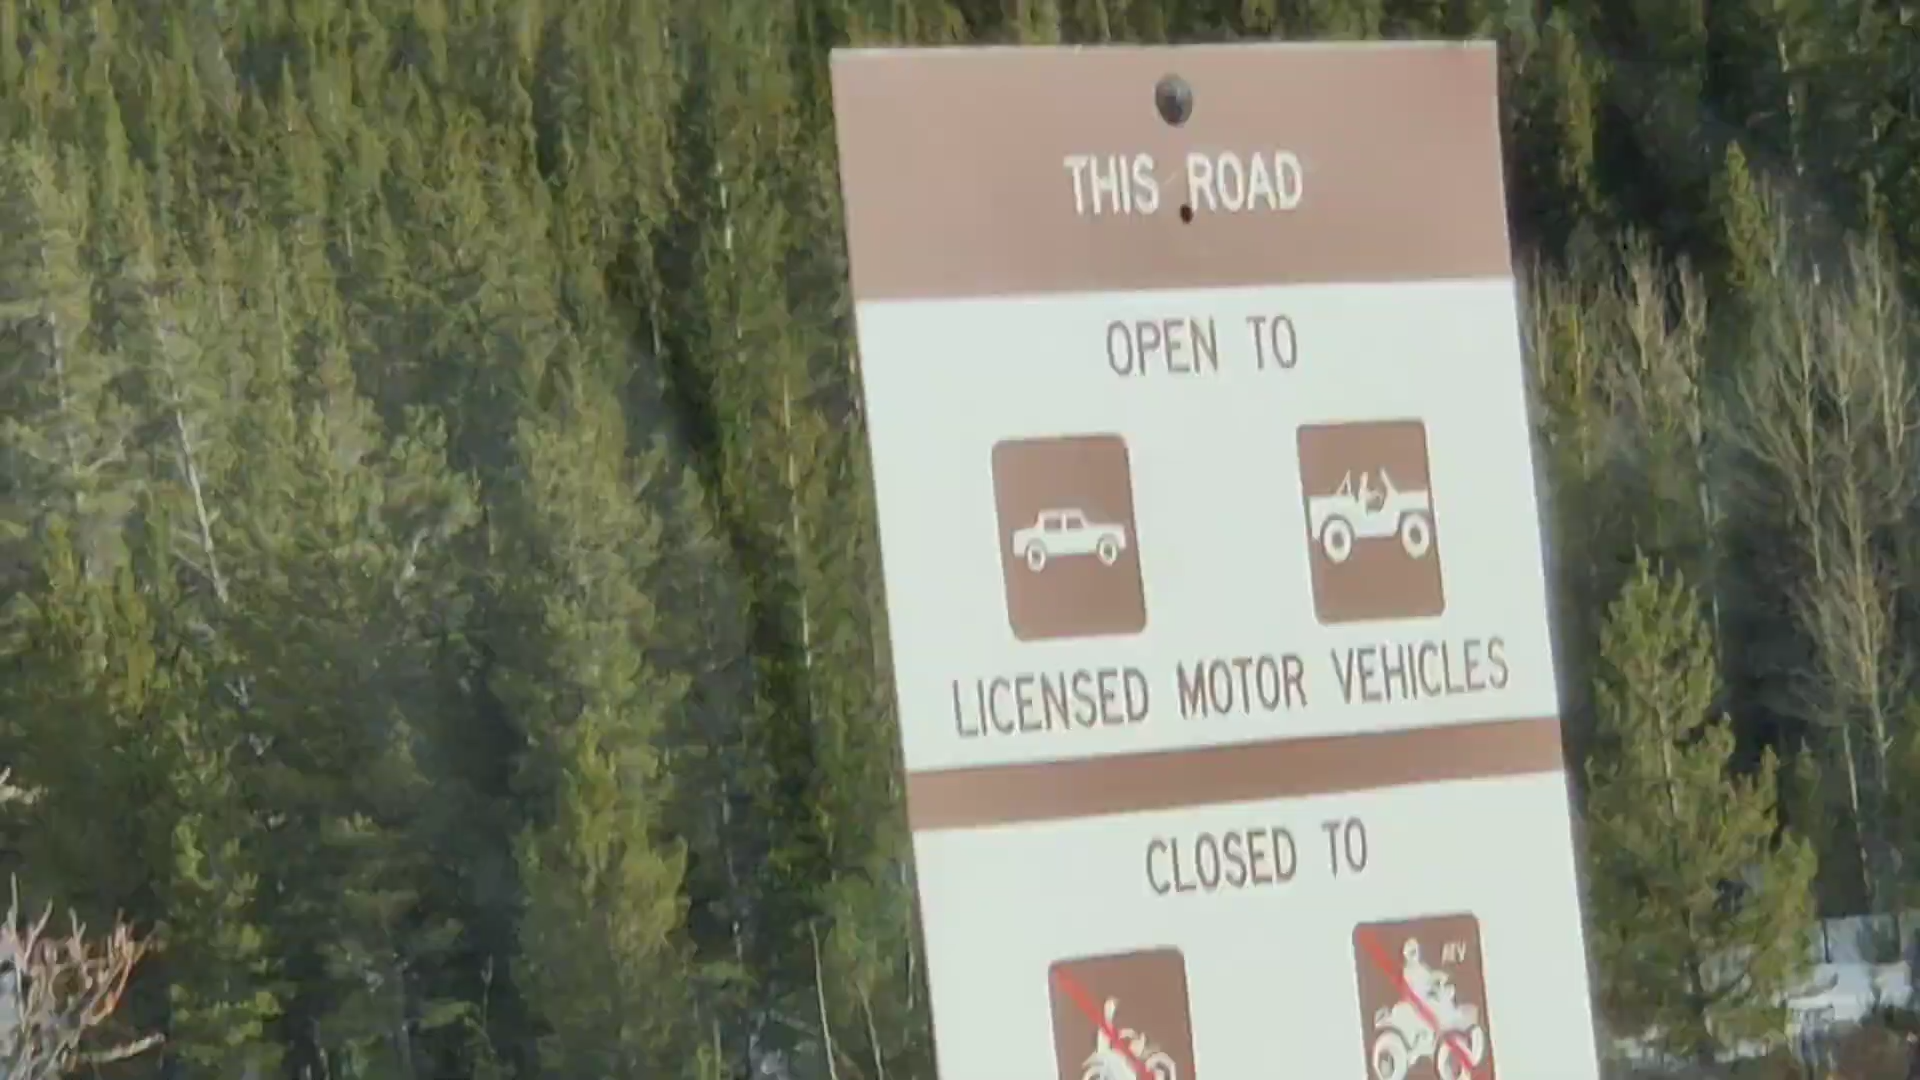 THIS ROAD
OPEN TO
LICENSED MOTOR VEHICLES
CLOSED TO
ATV